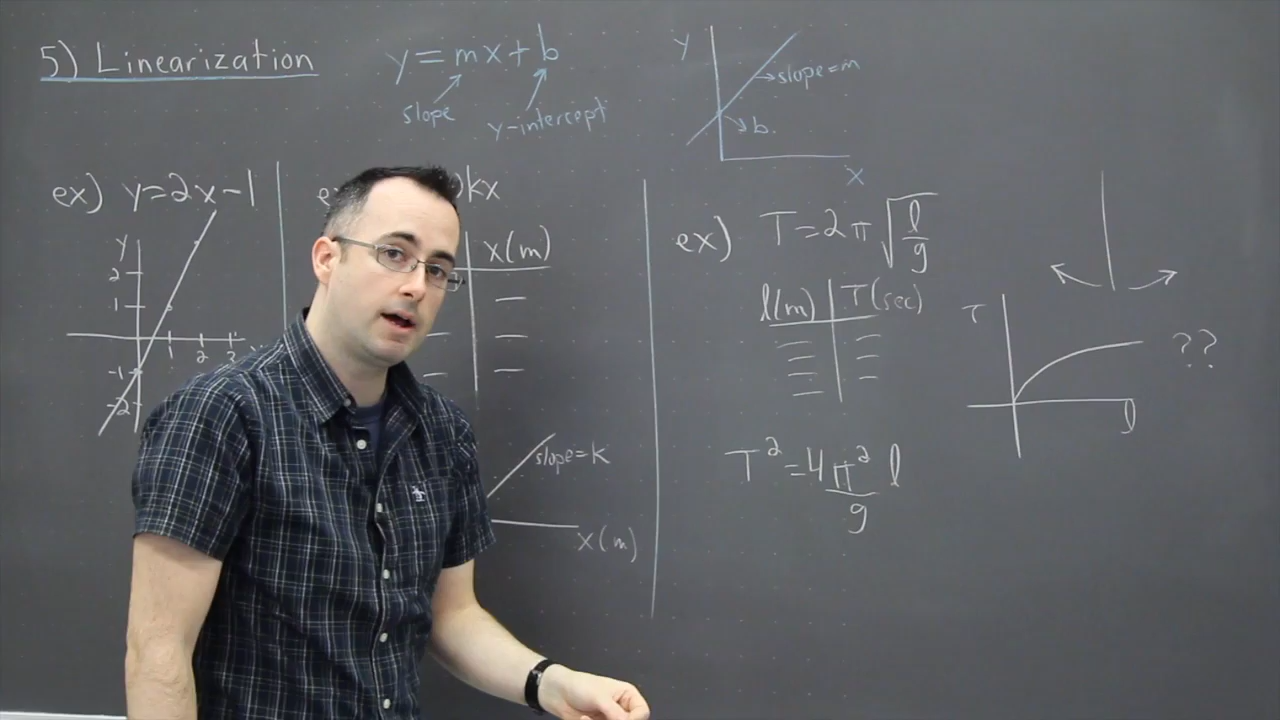 5) Linearization
y=mx+b
slope
y-intercept
y
slope=m
b
x
ex) y=2x-1
y
2
1
1 2 3
-1
-2
kx
x(m)
slope=k
x(m)
ex) T=2π√(l/g)
l(m) T(sec)
T
??
l
T²=4π²/g l